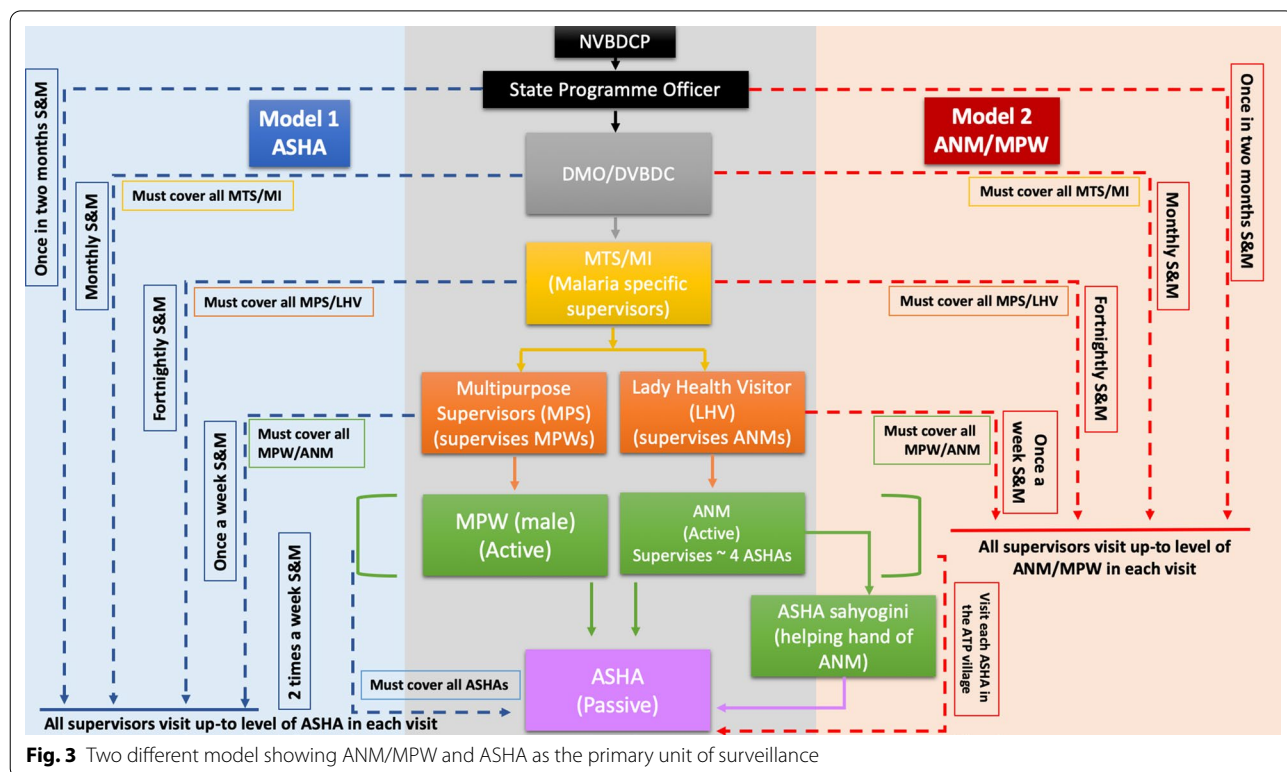 NVBDCP
State Programme Officer
Once in two months S&M
Model 1
ASHA
Model 2
ANM/MPW
Once in two months S&M
DMO/DVBDC
Monthly S&M
Must cover all MTS/MI
Must cover all MTS/MI
Monthly S&M
MTS/MI
(Malaria specific
supervisors)
Fortnightly S&M
Must cover all MPS/LHV
Must cover all MPS/LHV
Fortnightly S&M
Multipurpose
Supervisors (MPS)
(supervises MPWs)
Lady Health Visitor
(LHV)
(supervises ANMs)
Once a week S&M
Must cover all
MPW/ANM
Must cover all
MPW/ANM
Once a
week S&M
MPW (male)
(Active)
ANM
(Active)
Supervises ~ 4 ASHAs
All supervisors visit up-to level of
ANM/MPW in each visit
2 times a week S&M
ASHA sahyogini
(helping hand of
ANM)
Visit each ASHA in
the ATP village
Must cover all ASHAs
ASHA
(Passive)
All supervisors visit up-to level of ASHA in each visit
Fig. 3 Two different model showing ANM/MPW and ASHA as the primary unit of surveillance